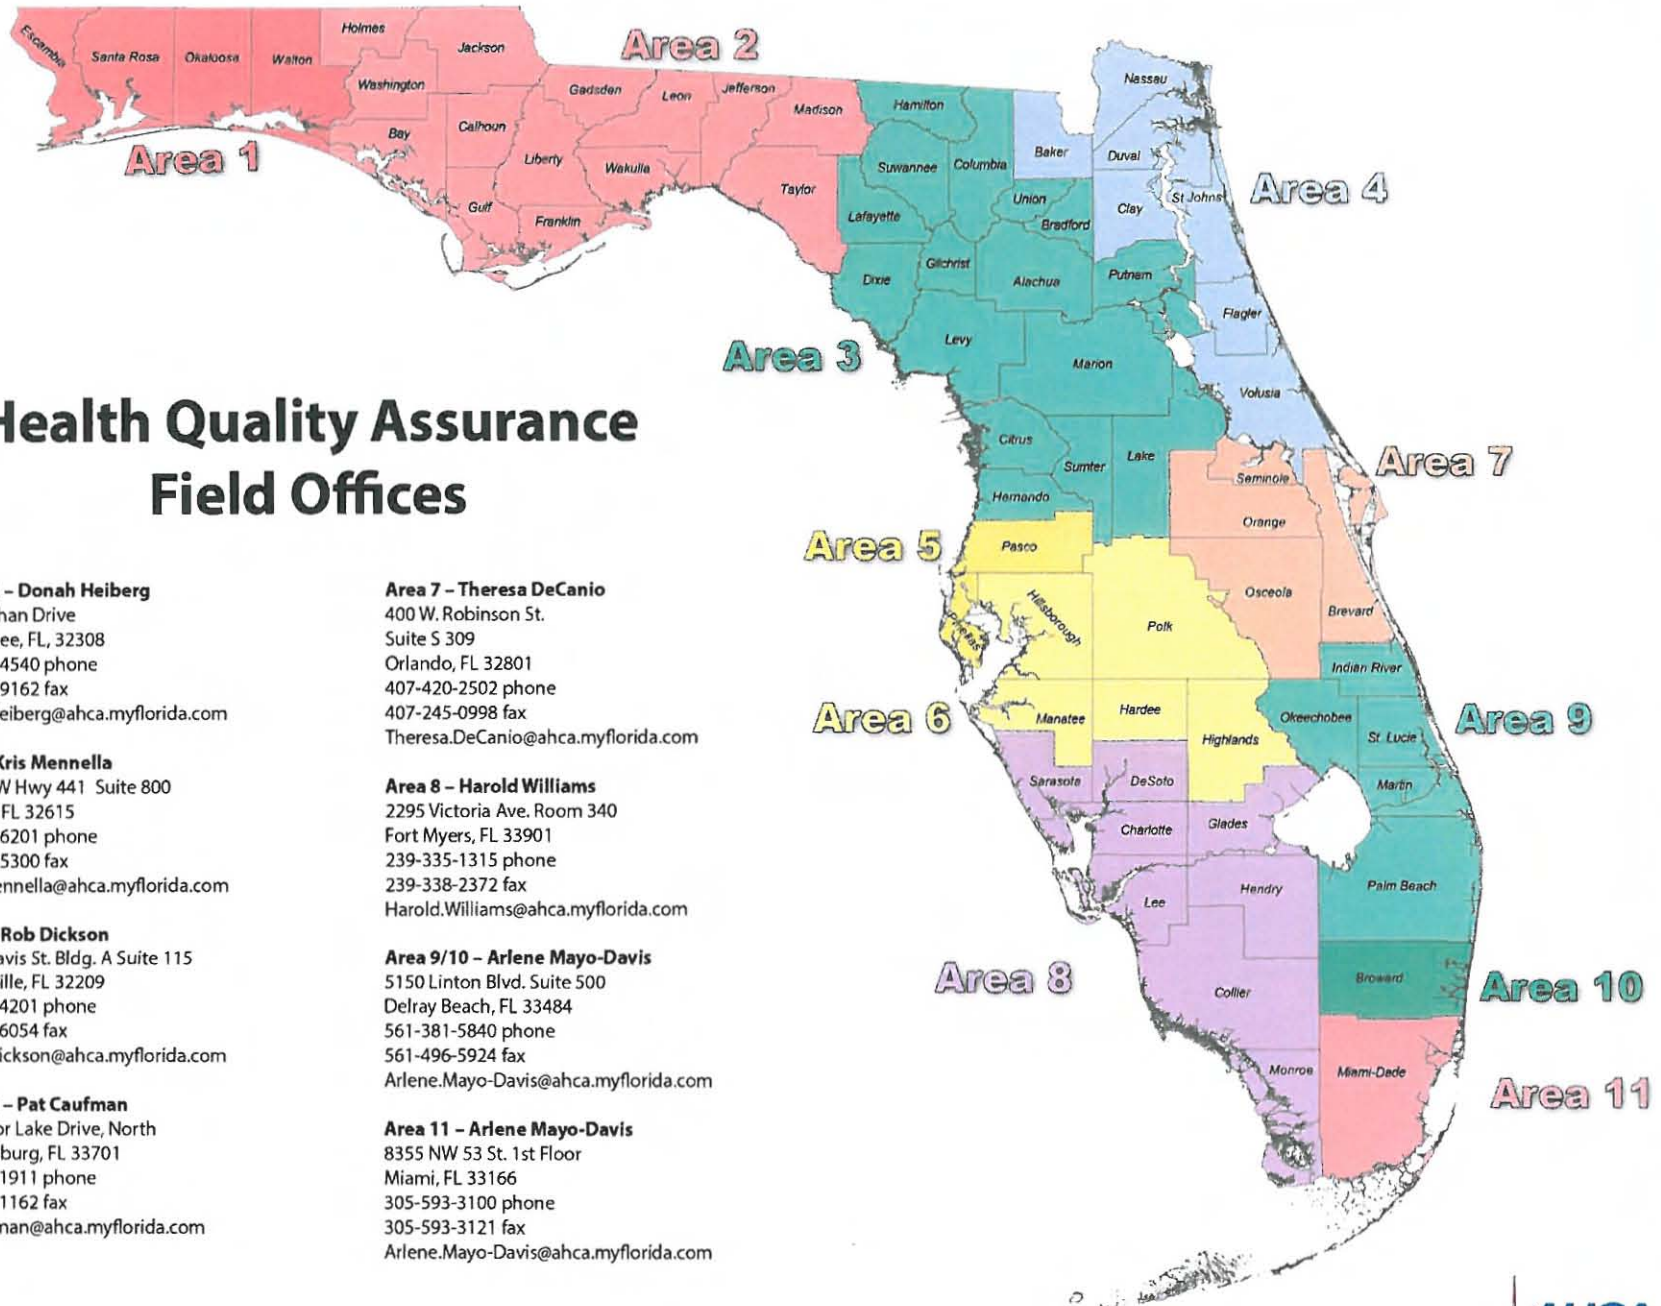 Escambia
Santa Rosa
Okaloosa
Walton
Holmes
Jackson
Washington
Bay
Calhoun
Gulf
Liberty
Gadsden
Leon
Jefferson
Madison
Wakulla
Franklin
Taylor
Area 1
Area 2
Hamilton
Suwannee
Columbia
Lafayette
Union
Bradford
Dixie
Gilchrist
Alachua
Putnam
Levy
Marion
Citrus
Sumter
Lake
Hernando
Area 3
Nassau
Baker
Duval
Clay
St Johns
Flagler
Volusia
Area 4
Pasco
Pinellas
Area 5
Hillsborough
Polk
Manatee
Hardee
Highlands
Area 6
Seminole
Orange
Osceola
Brevard
Area 7
Sarasota
DeSoto
Charlotte
Glades
Lee
Hendry
Collier
Monroe
Area 8
Indian River
Okeechobee
St. Lucie
Martin
Palm Beach
Area 9
Broward
Area 10
Miami-Dade
Area 11
Health Quality Assurance
Field Offices
– Donah Heiberg
han Drive
ee, FL, 32308
4540 phone
9162 fax
eiberg@ahca.myflorida.com
Kris Mennella
W Hwy 441 Suite 800
FL 32615
6201 phone
5300 fax
ennella@ahca.myflorida.com
Rob Dickson
avis St. Bldg. A Suite 115
ille, FL 32209
4201 phone
6054 fax
ickson@ahca.myflorida.com
– Pat Caufman
or Lake Drive, North
burg, FL 33701
1911 phone
1162 fax
man@ahca.myflorida.com
Area 7 – Theresa DeCanio
400 W. Robinson St.
Suite S 309
Orlando, FL 32801
407-420-2502 phone
407-245-0998 fax
Theresa.DeCanio@ahca.myflorida.com
Area 8 – Harold Williams
2295 Victoria Ave. Room 340
Fort Myers, FL 33901
239-335-1315 phone
239-338-2372 fax
Harold.Williams@ahca.myflorida.com
Area 9/10 – Arlene Mayo-Davis
5150 Linton Blvd. Suite 500
Delray Beach, FL 33484
561-381-5840 phone
561-496-5924 fax
Arlene.Mayo-Davis@ahca.myflorida.com
Area 11 – Arlene Mayo-Davis
8355 NW 53 St. 1st Floor
Miami, FL 33166
305-593-3100 phone
305-593-3121 fax
Arlene.Mayo-Davis@ahca.myflorida.com